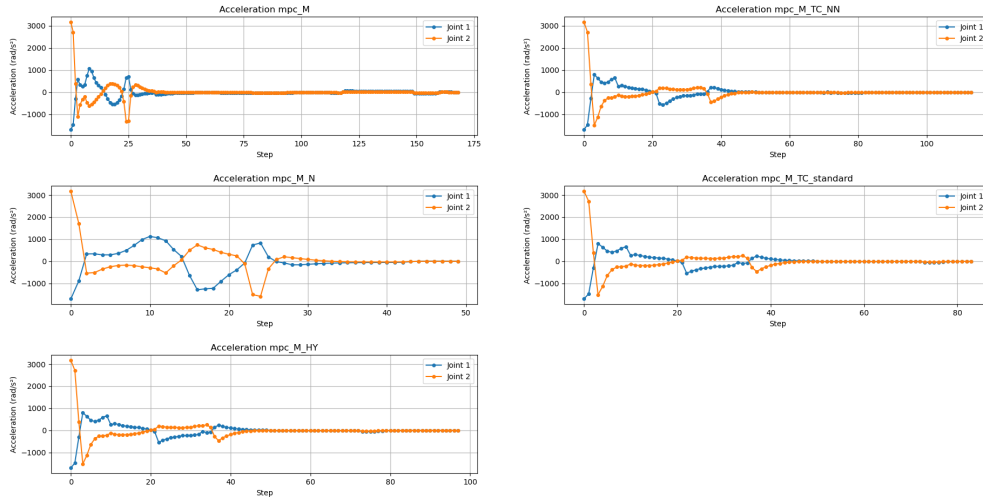 Acceleration mpc_M
Acceleration (rad/s²)
3000
2000
1000
0
−1000
0 25 50 75 100 125 150 175
Step
Joint 1
Joint 2
Acceleration mpc_M_TC_NN
Acceleration (rad/s²)
3000
2000
1000
0
−1000
0 20 40 60 80 100
Step
Joint 1
Joint 2
Acceleration mpc_M_N
Acceleration (rad/s²)
3000
2000
1000
0
−1000
0 10 20 30 40 50
Step
Joint 1
Joint 2
Acceleration mpc_M_TC_standard
Acceleration (rad/s²)
3000
2000
1000
0
−1000
0 20 40 60 80
Step
Joint 1
Joint 2
Acceleration mpc_M_HY
Acceleration (rad/s²)
3000
2000
1000
0
−1000
0 20 40 60 80 100
Step
Joint 1
Joint 2